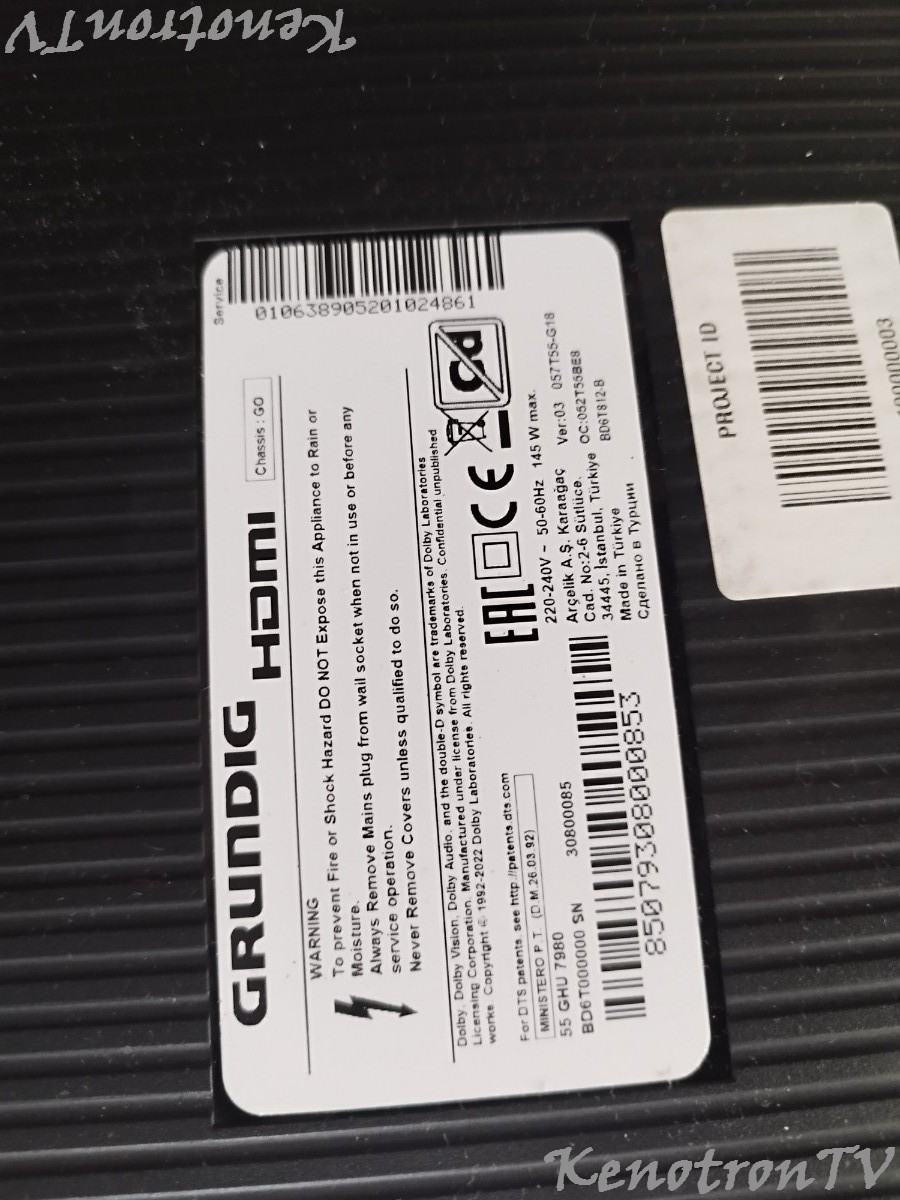 KenotronTV
GRUNDIG
HDMI
Chassis : GO
Service
010638905201024861
WARNING
To prevent Fire or Shock Hazard DO NOT Expose this Appliance to Rain or
Moisture.
Always Remove Mains plug from wail socket when not in use or before any
service operation.
Never Remove Covers unless qualified to do so.
Dolby, Dolby Vision, Dolby Audio, and the double-D symbol are trademarks of Dolby Laboratories
Licensing Corporation. Manufactured under license from Dolby Laboratories. Confidential unpublished
works. Copyright © 1992-2022 Dolby Laboratories. All rights reserved.
For DTS patents, see http://patents.dts.com
MINISTERO P.T. (D.M.26.03.92)
EAC
CE
Cd
55 GHU 7980
BD6T000000 SN
30800085
8507930800000853
220-240V ~ 50-60Hz 145 W max.
Arçelik A.Ş. Karaağaç
Cad. No:2-6 Sütlüce,
34445, İstanbul, Türkiye
Made in Türkiye
Сделано в Турции
Ver:03 057T55-G18
OC:052T55BE8
BD6T812-B
PROJECT ID
KenotronTV